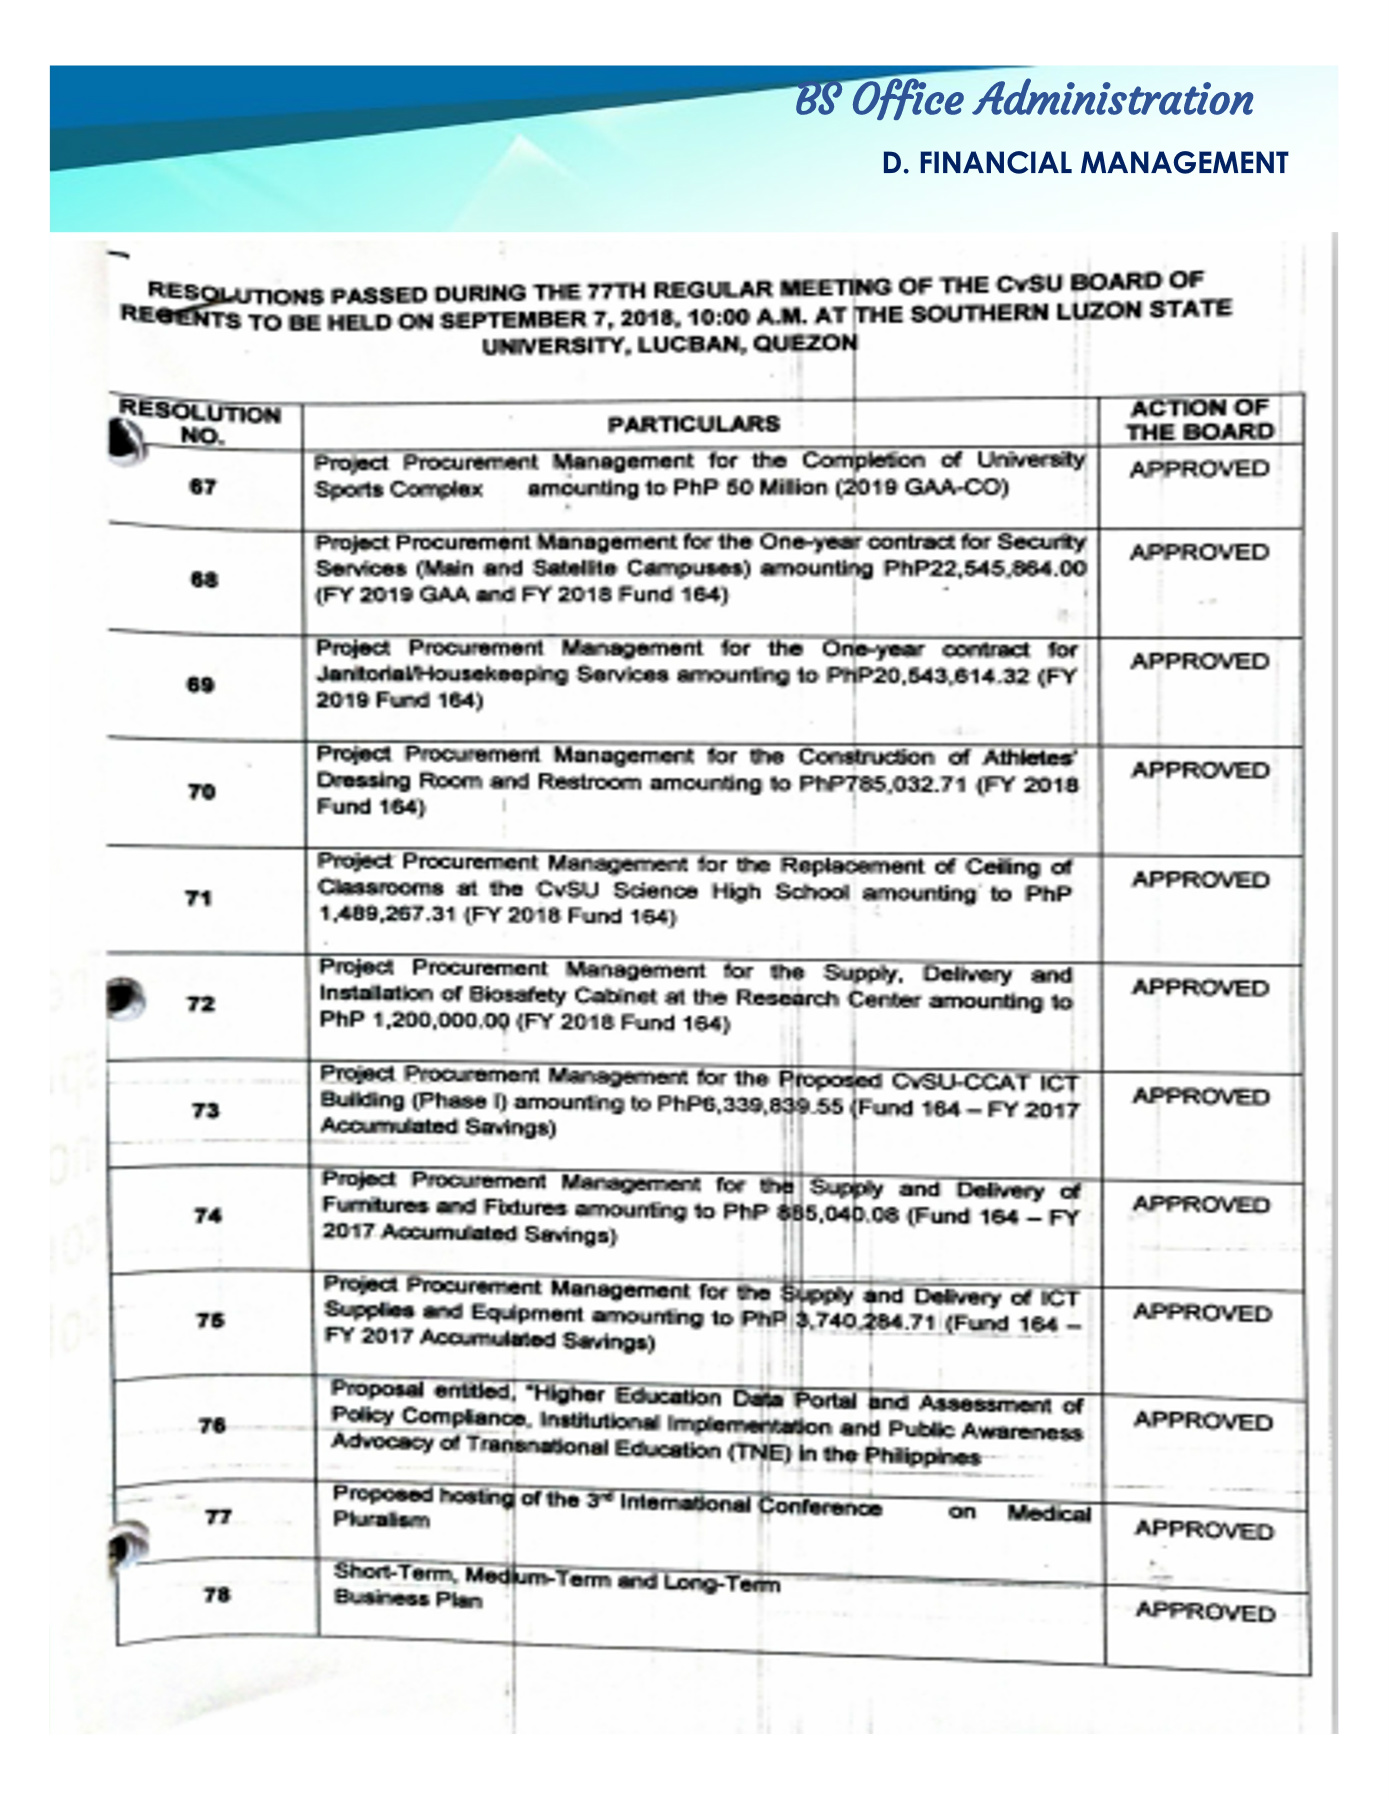 BS Office Administration
D. FINANCIAL MANAGEMENT
RESOLUTIONS PASSED DURING THE 77TH REGULAR MEETING OF THE CvSU BOARD OF
REGENTS TO BE HELD ON SEPTEMBER 7, 2018, 10:00 A.M. AT THE SOUTHERN LUZON STATE
UNIVERSITY, LUCBAN, QUEZON
RESOLUTION
NO.
PARTICULARS
ACTION OF
THE BOARD
67
Project Procurement Management for the Completion of University
Sports Complex amounting to PhP 50 Million (2019 GAA-CO)
APPROVED
68
Project Procurement Management for the One-year contract for Security
Services (Main and Satellite Campuses) amounting PhP22,545,864.00
(FY 2019 GAA and FY 2018 Fund 164)
APPROVED
69
Project Procurement Management for the One-year contract for
Janitorial/Housekeeping Services amounting to PhP20,543,614.32 (FY
2019 Fund 164)
APPROVED
70
Project Procurement Management for the Construction of Athletes'
Dressing Room and Restroom amounting to PhP785,032.71 (FY 2018
Fund 164)
APPROVED
71
Project Procurement Management for the Replacement of Ceiling of
Classrooms at the CvSU Science High School amounting to PhP
1,489,267.31 (FY 2018 Fund 164)
APPROVED
72
Project Procurement Management for the Supply, Delivery and
Installation of Biosafety Cabinet at the Research Center amounting to
PhP 1,200,000.00 (FY 2018 Fund 164)
APPROVED
73
Project Procurement Management for the Proposed CvSU-CCAT ICT
Building (Phase I) amounting to PhP6,339,839.55 (Fund 164 – FY 2017
Accumulated Savings)
APPROVED
74
Project Procurement Management for the Supply and Delivery of
Furnitures and Fixtures amounting to PhP (Fund 164 – FY
2017 Accumulated Savings)
APPROVED
75
Project Procurement Management for the Supply and Delivery of ICT
Supplies and Equipment amounting to PhP 3,740,284.71 (Fund 164 –
FY 2017 Accumulated Savings)
APPROVED
76
Proposal entitled, "Higher Education Data Portal and Assessment of
Policy Compliance, Institutional Implementation and Public Awareness
Advocacy of Transnational Education (TNE) in the Philippines
APPROVED
77
Proposed hosting of the 3rd International Conference on Medical
Pluralism
APPROVED
78
Short-Term, Medium-Term and Long-Term
Business Plan
APPROVED